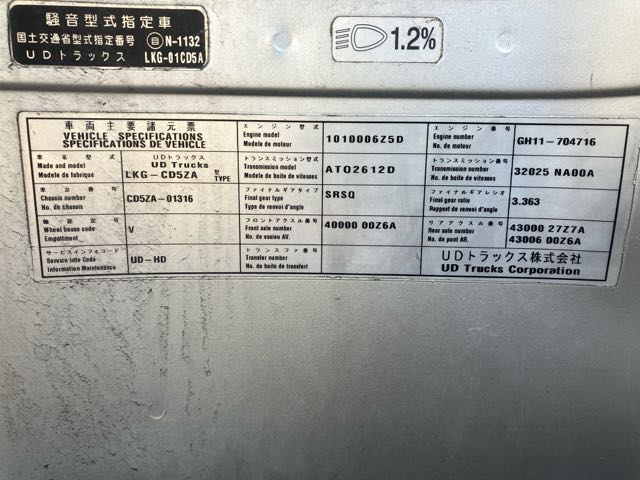 騒音型式指定車
国土交通省型式指定番号 自 N-1132
UDトラックス LKG-01CD5A
1.2%
車両主要諸元票
VEHICLE SPECIFICATIONS
SPECIFICATIONS DE VEHICLE
エンジン型式
Engine model
Modele de moteur
1010006Z5D
エンジン番号
Engine number
No. de moteur
GH11-704716
車名型式
Made and model
Modele de fabrique
UDトラックス
UD Trucks
LKG-CD5ZA 型 TYPE
トランスミッション型式
Transmission model
Modele de boite de vitesses
ATO2612D
トランスミッション番号
Transmission number
No. de boite de vitesses
32025 NA00A
車台番号
Chassis number
No. de chassis
CD5ZA-01316
ファイナルギアタイプ
Final gear type
Type de renvai d'angle
SRSQ
ファイナルギアレシオ
Final gear ratio
Rapport de renvai d'angle
3.363
軸距記号
Wheel bease code
Empattement
V
フロントアクスル番号
Front axle number
No. de essieu AV.
40000 00Z6A
リアアクスル番号
Rear axle number
No. de pont AR.
43000 27Z7A
43006 00Z6A
サービスインフォコード
Service Info Code
Information Maintenance
UD-HD
トランスファ番号
Transfer number
No. de boite de transfert
UDトラックス株式会社
UD Trucks Corporation